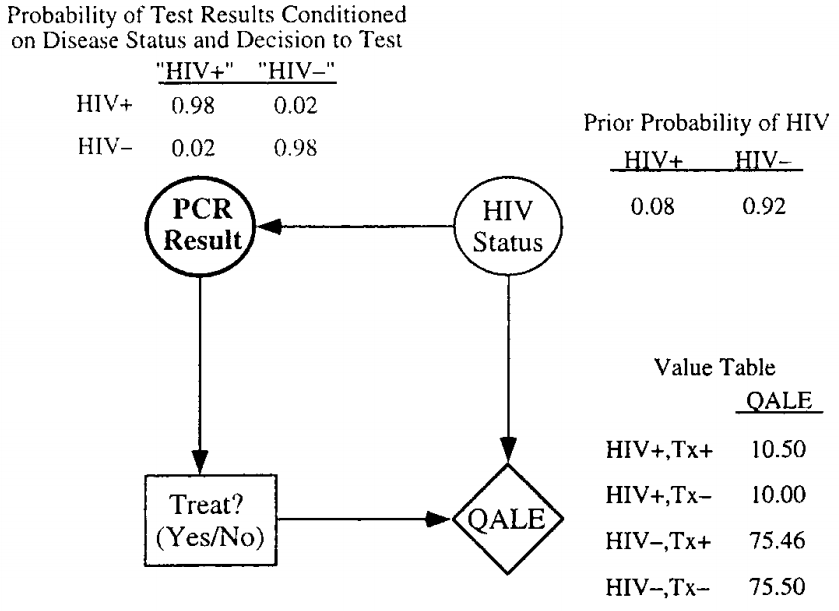 Probability of Test Results Conditioned
on Disease Status and Decision to Test
"HIV+" "HIV–"
HIV+ 0.98 0.02
HIV– 0.02 0.98
Prior Probability of HIV
HIV+ HIV–
0.08 0.92
PCR
Result
HIV
Status
Treat?
(Yes/No)
QALE
Value Table
QALE
HIV+,Tx+ 10.50
HIV+,Tx– 10.00
HIV–,Tx+ 75.46
HIV–,Tx– 75.50